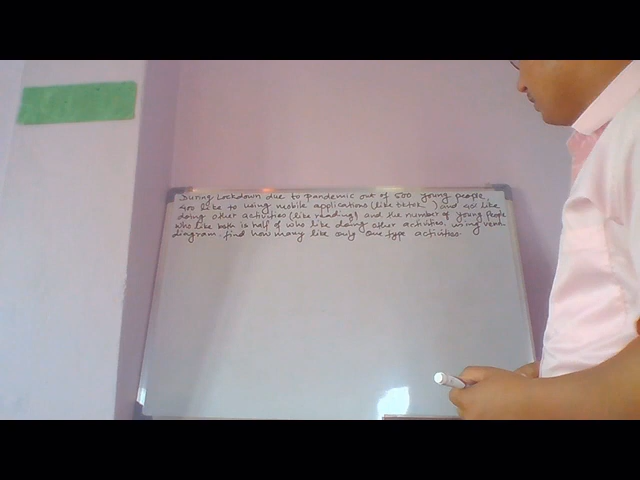 During Lockdown due to Pandemic out of 500 young people,
400 like to using mobile applications (like tiktok ) and 40 like
doing other activities (like reading) and the number of young People
who like both is half of who like doing other activities. using venn-
diagram. find how many like only one type activities.